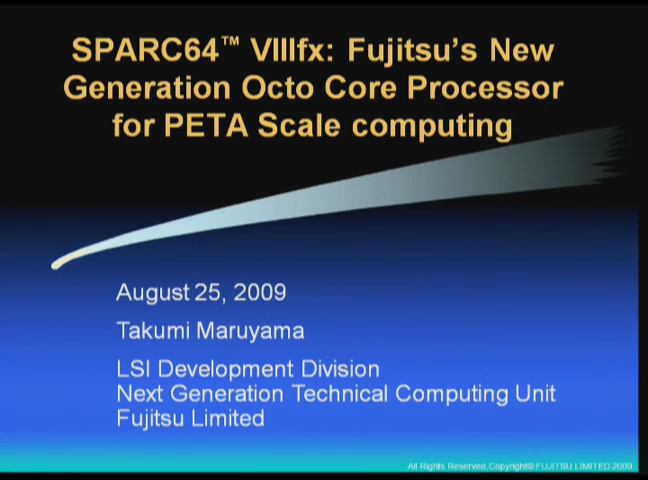 SPARC64™ VIIIfx: Fujitsu's New
Generation Octo Core Processor
for PETA Scale computing
August 25, 2009
Takumi Maruyama
LSI Development Division
Next Generation Technical Computing Unit
Fujitsu Limited
All Rights Reserved,Copyright© FUJITSU LIMITED 2009